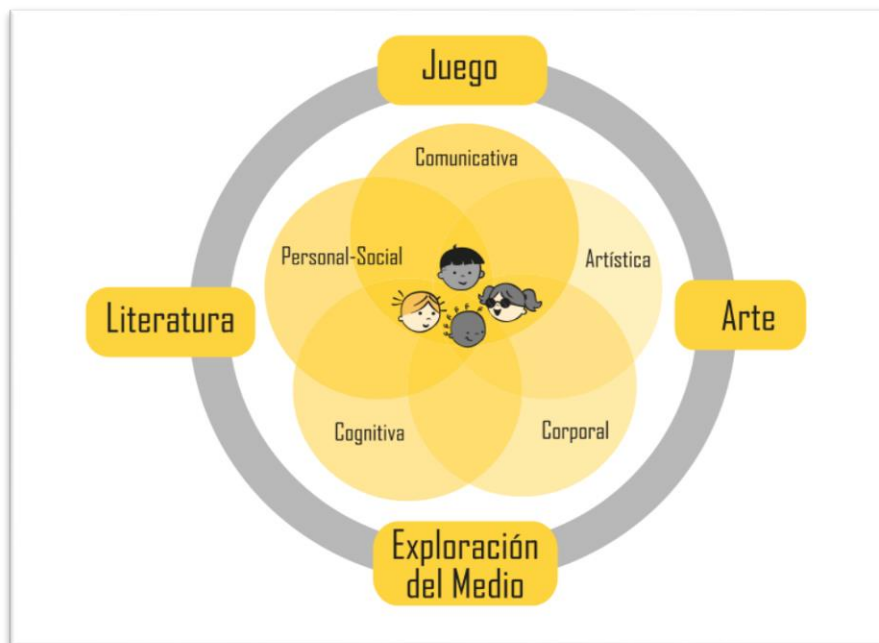 Juego
Comunicativa
Personal-Social
Artística
Literatura
Arte
Cognitiva
Corporal
Exploración
del Medio